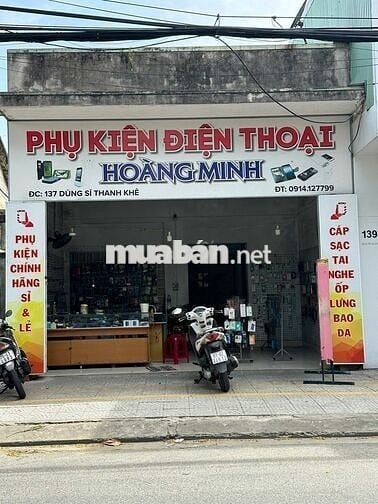 PHỤ KIỆN ĐIỆN THOẠI
HOÀNG MINH
ĐC: 137 DŨNG SĨ THANH KHÊ
ĐT: 0914.127799
muabán.net
PHỤ
KIỆN
CHÍNH
HÃNG
SỈ &
LẺ
CÁP
SẠC
TAI
NGHE
ỐP
LƯNG
BAO
DA
139